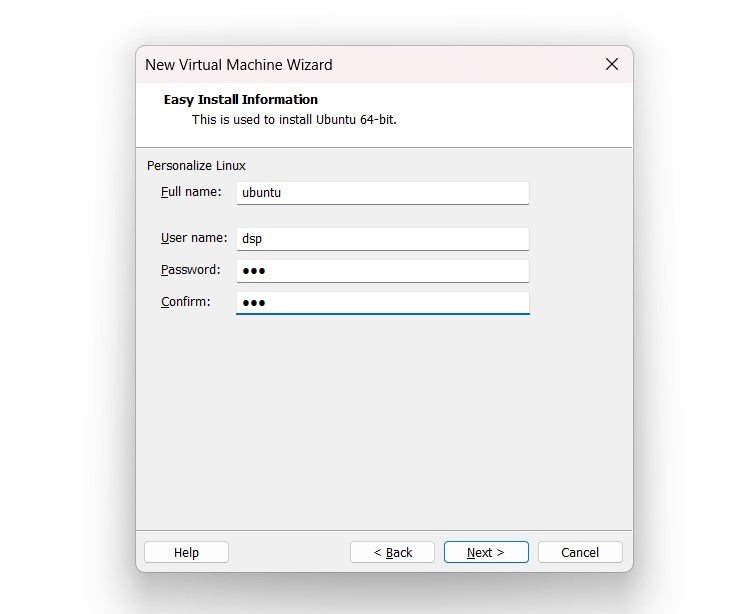 New Virtual Machine Wizard
Easy Install Information
This is used to install Ubuntu 64-bit.
Personalize Linux
Full name: ubuntu
User name: dsp
Password: ●●●
Confirm: ●●●
Help < Back Next > Cancel